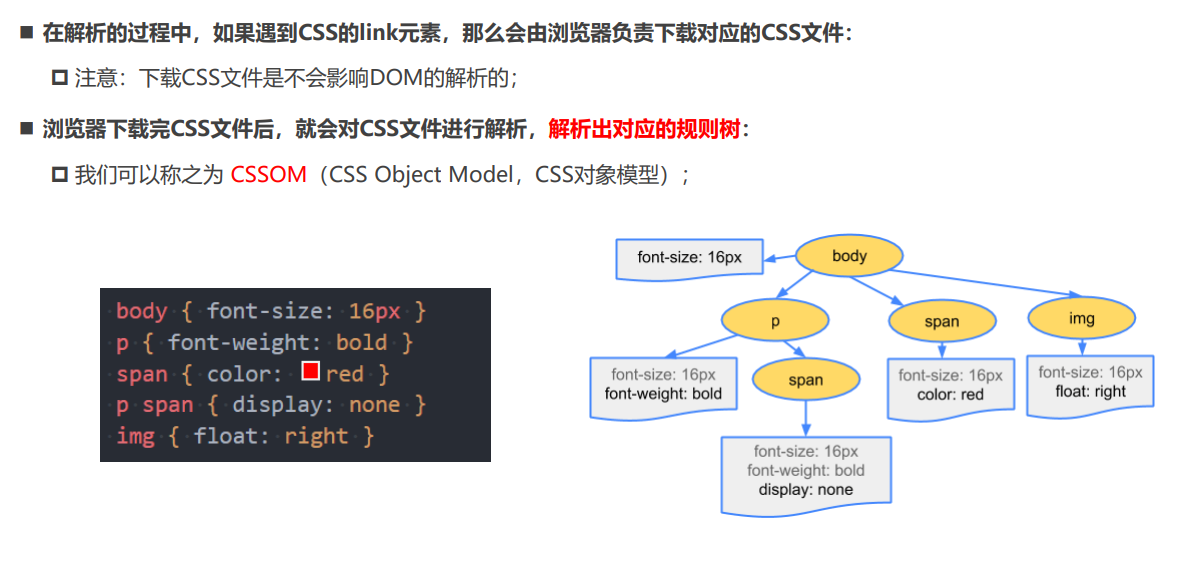 在解析的过程中，如果遇到CSS的link元素，那么会由浏览器负责下载对应的CSS文件：
注意：下载CSS文件是不会影响DOM的解析的；
浏览器下载完CSS文件后，就会对CSS文件进行解析，解析出对应的规则树：
我们可以称之为 CSSOM（CSS Object Model，CSS对象模型）；
body { font-size: 16px }
p { font-weight: bold }
span { color: red }
p span { display: none }
img { float: right }
body
font-size: 16px
p
span
img
font-size: 16px
font-weight: bold
span
font-size: 16px
color: red
font-size: 16px
float: right
font-size: 16px
font-weight: bold
display: none